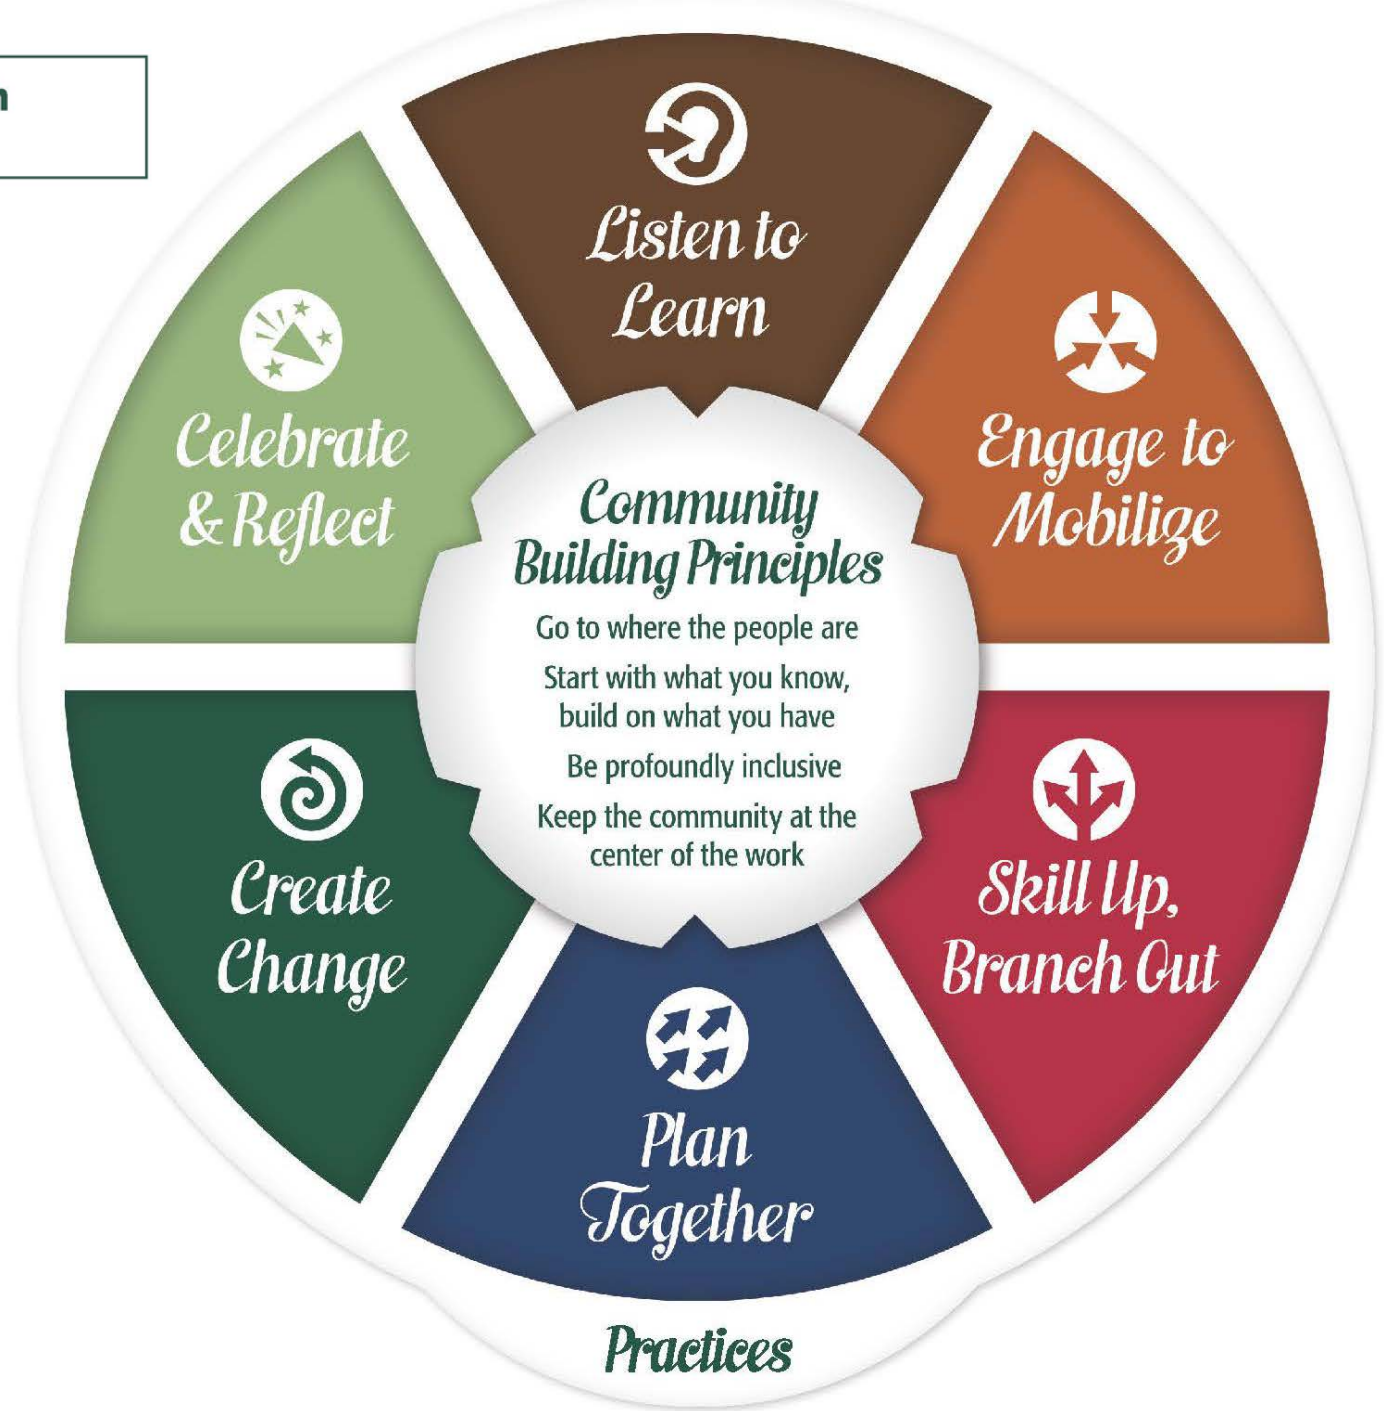 Listen to
Learn
Engage to
Mobilize
Skill Up,
Branch Out
Plan
Together
Create
Change
Celebrate
& Reflect
Community
Building Principles
Go to where the people are
Start with what you know,
build on what you have
Be profoundly inclusive
Keep the community at the
center of the work
Practices